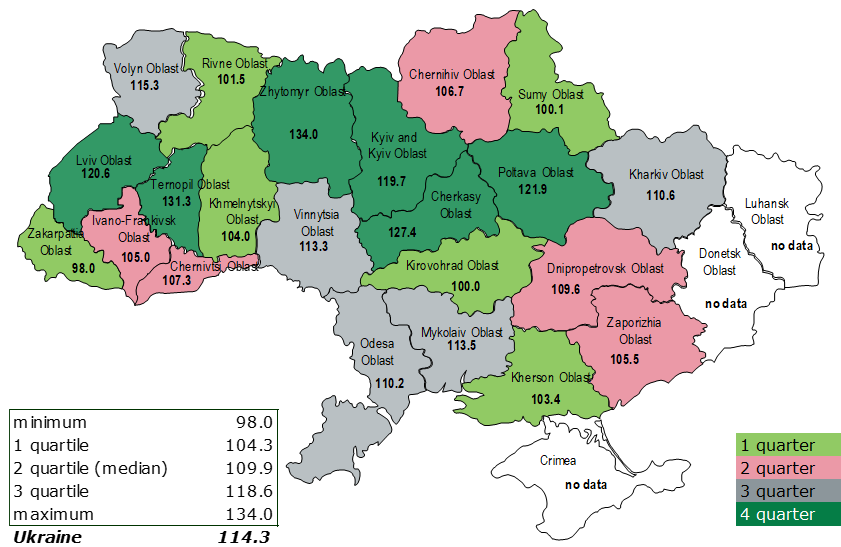 Volyn Oblast
115.3
Rivne Oblast
101.5
Zhytomyr Oblast
134.0
Chernihiv Oblast
106.7
Sumy Oblast
100.1
Kyiv and
Kyiv Oblast
119.7
Lviv Oblast
120.6
Ternopil Oblast
131.3
Khmelnytskyi
Oblast
104.0
Poltava Oblast
121.9
Kharkiv Oblast
110.6
Luhansk
Oblast
no data
Cherkasy Oblast
127.4
Vinnytsia
Oblast
113.3
Ivano-Frankivsk
Oblast
105.0
Zakarpattia
Oblast
98.0
Chernivtsi Oblast
107.3
Kirovohrad Oblast
100.0
Dnipropetrovsk Oblast
109.6
Donetsk
Oblast
no data
Zaporizhia
Oblast
105.5
Mykolaiv Oblast
113.5
Odesa
Oblast
110.2
Kherson Oblast
103.4
Crimea
no data
minimum 98.0
1 quartile 104.3
2 quartile (median) 109.9
3 quartile 118.6
maximum 134.0
Ukraine 114.3
1 quarter
2 quarter
3 quarter
4 quarter